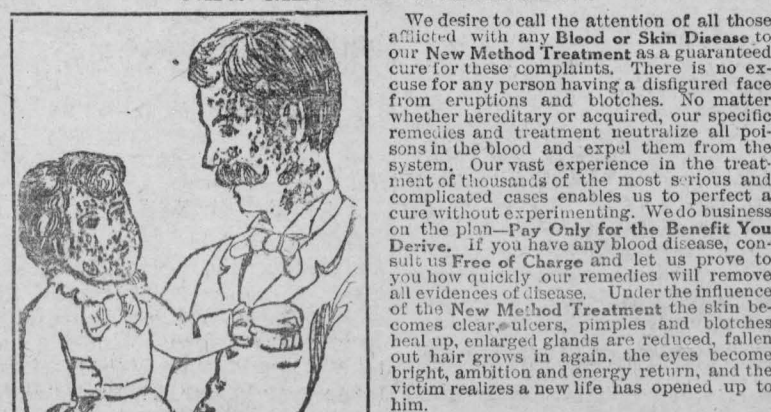 We desire to call the attention of all those
afflicted with any Blood or Skin Disease to
our New Method Treatment as a guaranteed
cure for these complaints. There is no ex-
cuse for any person having a disfigured face
from eruptions and blotches. No matter
whether hereditary or acquired, our specific
remedies and treatment neutralize all poi-
sons in the blood and expel them from the
system. Our vast experience in the treat-
ment of thousands of the most serious and
complicated cases enables us to perfect a
cure without experimenting. We do business
on the plan—Pay Only for the Benefit You
Derive. If you have any blood disease, con-
sult us Free of Charge and let us prove to
you how quickly our remedies will remove
all evidences of disease. Under the influence
of the New Method Treatment the skin be-
comes clear, ulcers, pimples and blotches
heal up, enlarged glands are reduced, fallen
out hair grows in again, the eyes become
bright, ambition and energy return, and the
victim realizes a new life has opened up to
him.